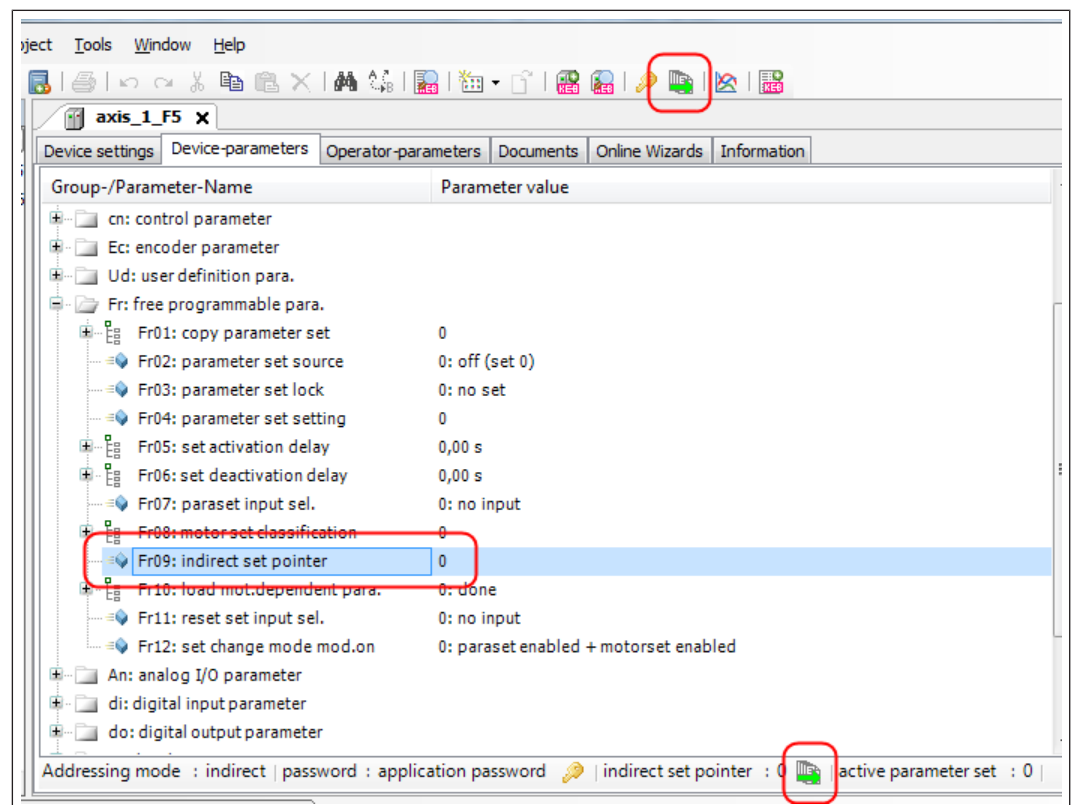 ject Tools Window Help
axis_1_F5 x
Device settings Device-parameters Operator-parameters Documents Online Wizards Information
Group-/Parameter-Name Parameter value
cn: control parameter
Ec: encoder parameter
Ud: user definition para.
Fr: free programmable para.
Fr01: copy parameter set 0
Fr02: parameter set source 0: off (set 0)
Fr03: parameter set lock 0: no set
Fr04: parameter set setting 0
Fr05: set activation delay 0,00 s
Fr06: set deactivation delay 0,00 s
Fr07: paraset input sel. 0: no input
Fr08: motor set classification 0
Fr09: indirect set pointer 0
Fr10: load mot.dependent para. 0: done
Fr11: reset set input sel. 0: no input
Fr12: set change mode mod.on 0: paraset enabled + motorset enabled
An: analog I/O parameter
di: digital input parameter
do: digital output parameter
Addressing mode : indirect | password : application password | indirect set pointer : 0 | active parameter set : 0 |